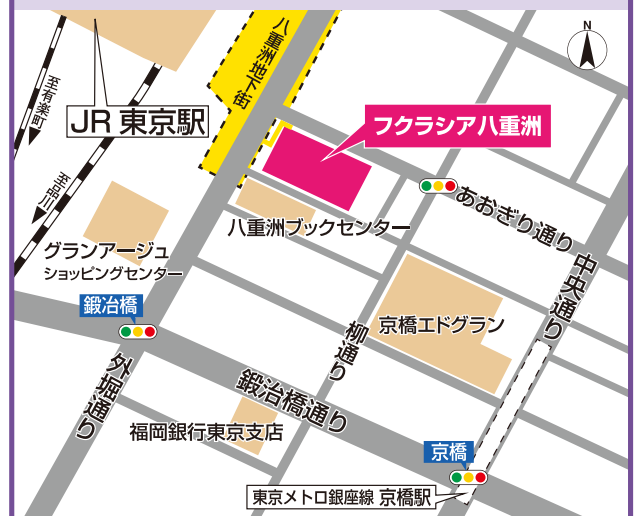 N
八重洲地下街
至有楽町
JR 東京駅
フクラシア八重洲
至品川
あおぎり通り
八重洲ブックセンター
グランアージュ
ショッピングセンター
中央通り
鍛冶橋
京橋エドグラン
柳通り
外堀通り
鍛冶橋通り
福岡銀行東京支店
京橋
東京メトロ銀座線 京橋駅